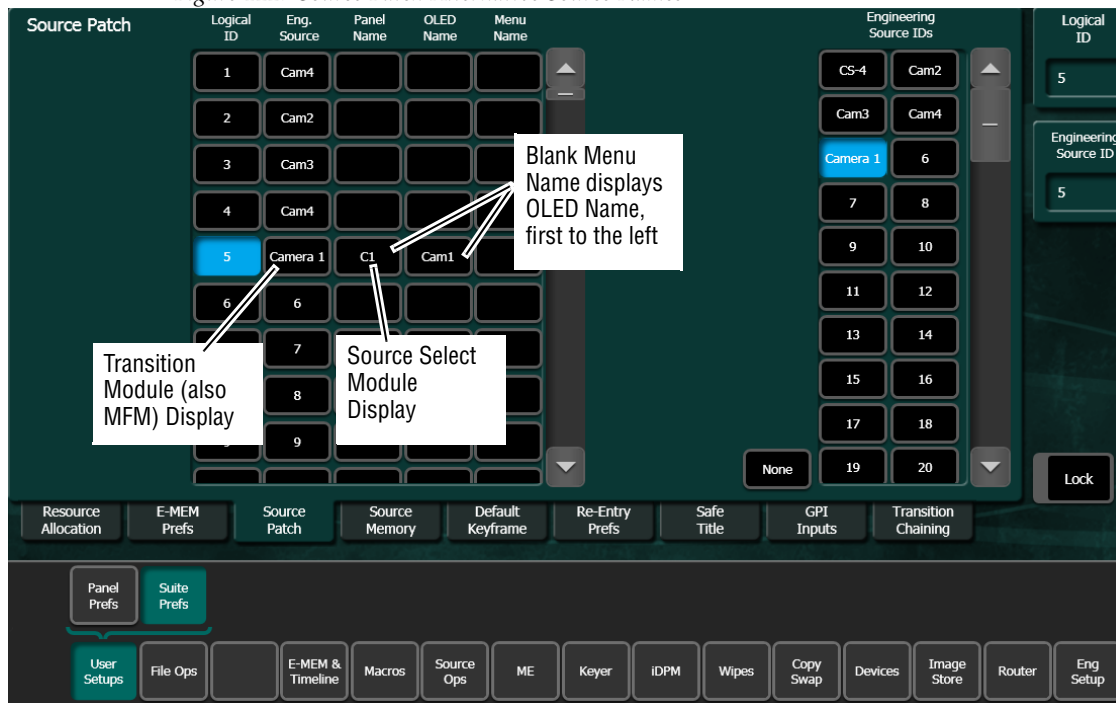 Source Patch
Logical ID
Eng. Source
Panel Name
OLED Name
Menu Name
Engineering Source IDs
Logical ID
5
Engineering Source ID
5
1 Cam4
2 Cam2
3 Cam3
4 Cam4
5 Camera 1 C1 Cam1
6 6
7
8
9
CS-4 Cam2
Cam3 Cam4
Camera 1 6
7 8
9 10
11 12
13 14
15 16
17 18
None 19 20
Lock
Blank Menu
Name displays
OLED Name,
first to the left
Transition
Module (also
MFM) Display
Source Select
Module
Display
Resource Allocation
E-MEM Prefs
Source Patch
Source Memory
Default Keyframe
Re-Entry Prefs
Safe Title
GPI Inputs
Transition Chaining
Panel Prefs
Suite Prefs
User Setups
File Ops
E-MEM & Timeline
Macros
Source Ops
ME
Keyer
iDPM
Wipes
Copy Swap
Devices
Image Store
Router
Eng Setup